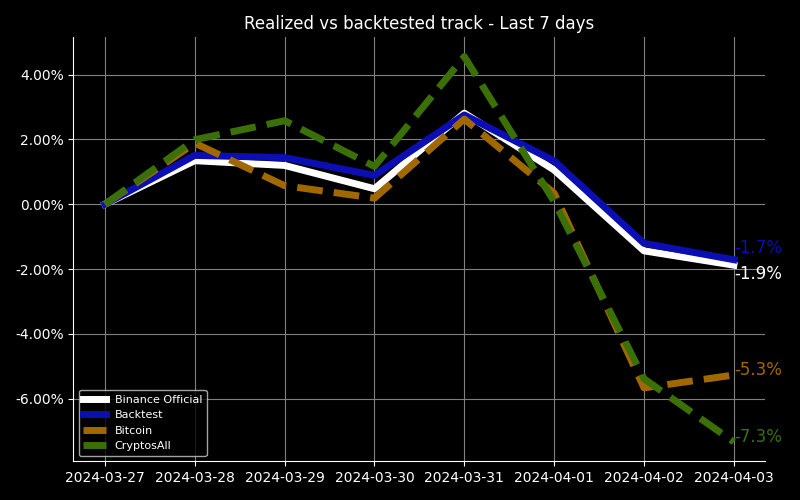 Realized vs backtested track - Last 7 days
4.00%
2.00%
0.00%
-2.00%
-4.00%
-6.00%
-1.7%
-1.9%
-5.3%
-7.3%
Binance Official
Backtest
Bitcoin
CryptosAll
2024-03-27 2024-03-28 2024-03-29 2024-03-30 2024-03-31 2024-04-01 2024-04-02 2024-04-03